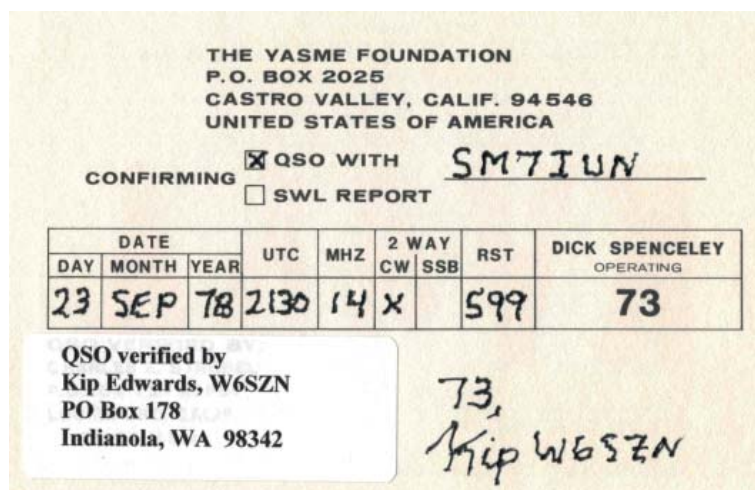 THE YASME FOUNDATION
P.O. BOX 2025
CASTRO VALLEY, CALIF. 94546
UNITED STATES OF AMERICA
CONFIRMING
X QSO WITH SM7IUN
SWL REPORT
DATE UTC MHZ 2 WAY RST DICK SPENCELEY
DAY MONTH YEAR CW SSB OPERATING
23 SEP 78 2130 14 X 599 73
QSO verified by
Kip Edwards, W6SZN
PO Box 178
Indianola, WA 98342
73,
Kip W6SZN